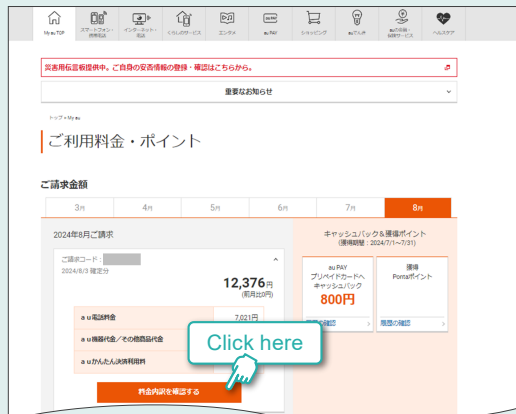 My au TOP
スマートフォン・
携帯電話
インターネット・
電話
くらしのサービス
エンタメ
au PAY
ショッピング
auでんき
auの金融・
保険サービス
ヘルスケア
災害用伝言板提供中。ご自身の安否情報の登録・確認はこちらから。
重要なお知らせ
トップ > My au
ご利用料金・ポイント
ご請求金額
3月
4月
5月
6月
7月
8月
2024年8月ご請求
ご請求コード:
2024/8/3 確定分
12,376円
(前月比0円)
au電話料金
7,021円
au機器代金/その他商品代金
auかんたん決済利用料
料金内訳を確認する
Click here
キャッシュバック&獲得ポイント
(獲得期間:2024/7/1~7/31)
au PAY
プリペイドカードへ
キャッシュバック
800円
履歴の確認
獲得
Pontaポイント
履歴の確認